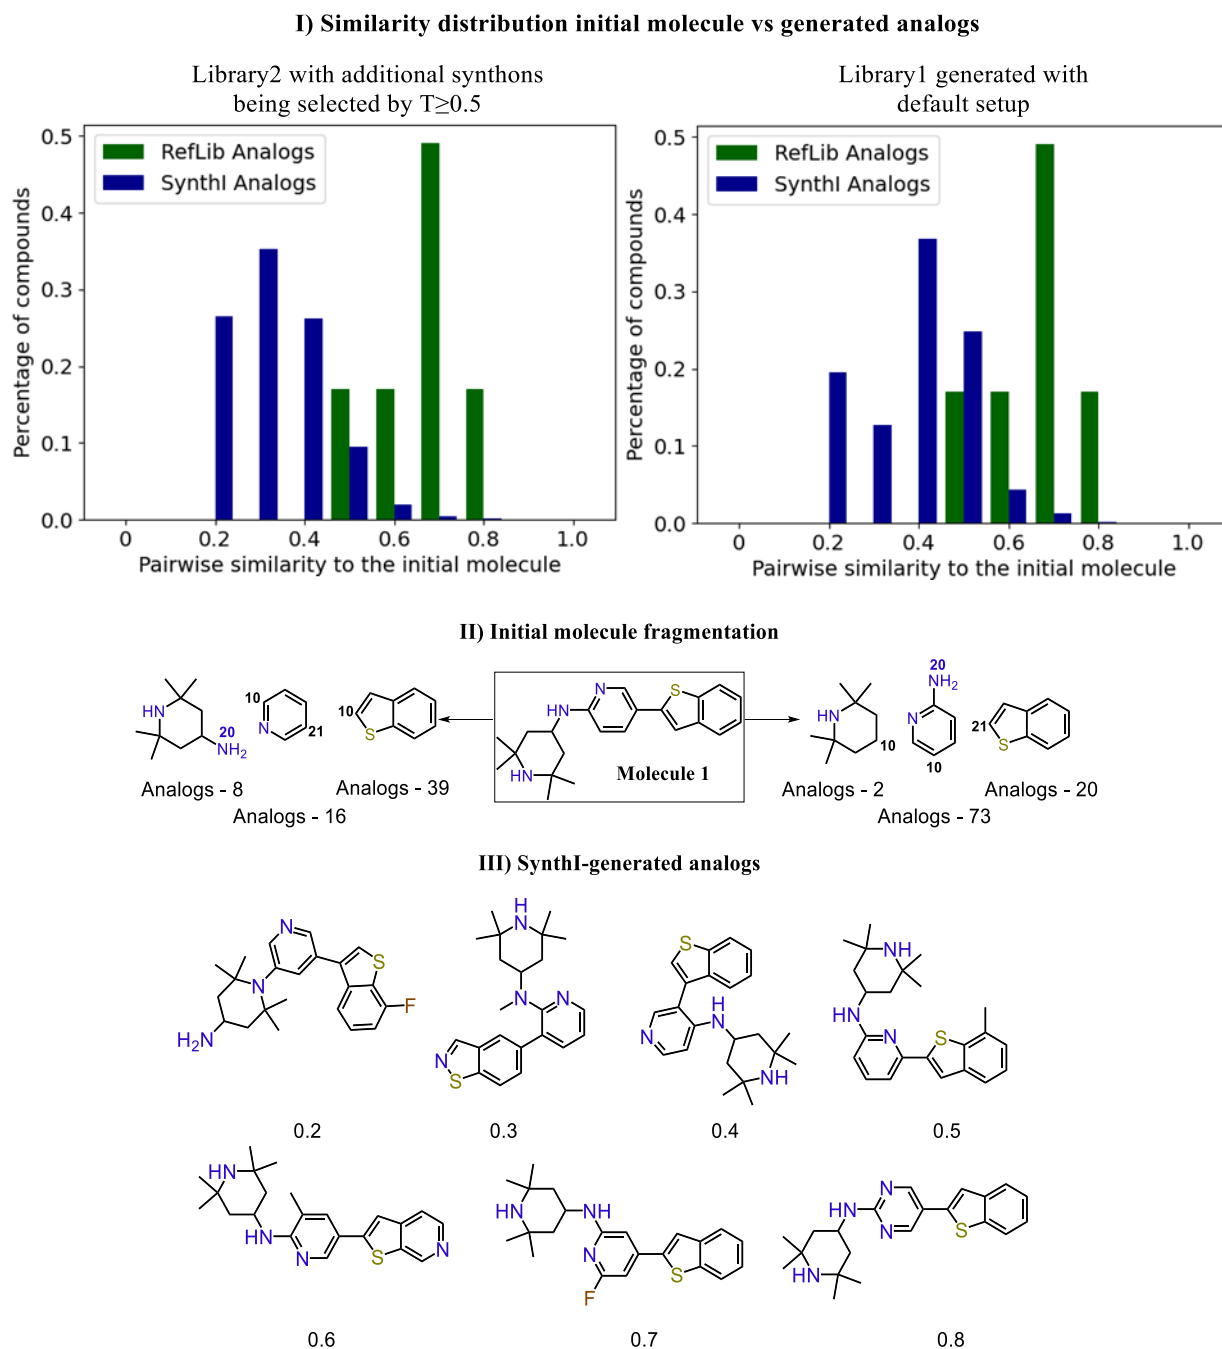 I) Similarity distribution initial molecule vs generated analogs
Library2 with additional synthons
being selected by T≥0.5
Library1 generated with
default setup
RefLib Analogs
SynthI Analogs
Percentage of compounds
0.5
0.4
0.3
0.2
0.1
0.0
0 0.2 0.4 0.6 0.8 1.0
Pairwise similarity to the initial molecule
RefLib Analogs
SynthI Analogs
Percentage of compounds
0.5
0.4
0.3
0.2
0.1
0.0
0 0.2 0.4 0.6 0.8 1.0
Pairwise similarity to the initial molecule
II) Initial molecule fragmentation
HN
20
NH2
Analogs - 8
10
N
21
Analogs - 16
10
S
Analogs - 39
N
S
HN
HN
Molecule 1
HN
10
Analogs - 2
20
NH2
N
10
Analogs - 73
21
S
Analogs - 20
III) SynthI-generated analogs
N
S
N
F
H2N
0.2
H
N
N
N
N
S
0.3
S
H
N
N
NH
0.4
NH
HN
N
S
0.5
HN
HN
N
S
N
0.6
HN
NH
N
S
F
0.7
N
HN
N
S
HN
0.8